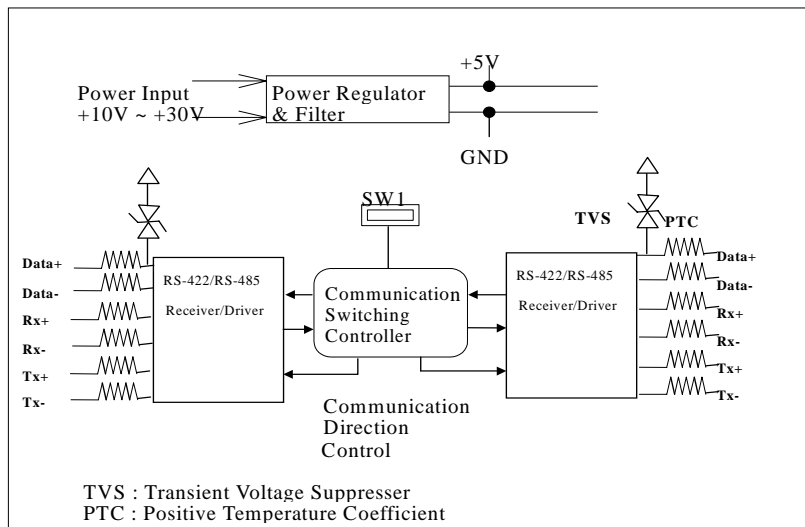 +5V
Power Input
+10V ~ +30V
Power Regulator
& Filter
GND
SW1
TVS
PTC
Data+
Data-
Rx+
Rx-
Tx+
Tx-
RS-422/RS-485
Receiver/Driver
Communication
Switching
Controller
RS-422/RS-485
Receiver/Driver
Data+
Data-
Rx+
Rx-
Tx+
Tx-
Communication
Direction
Control
TVS : Transient Voltage Suppresser
PTC : Positive Temperature Coefficient